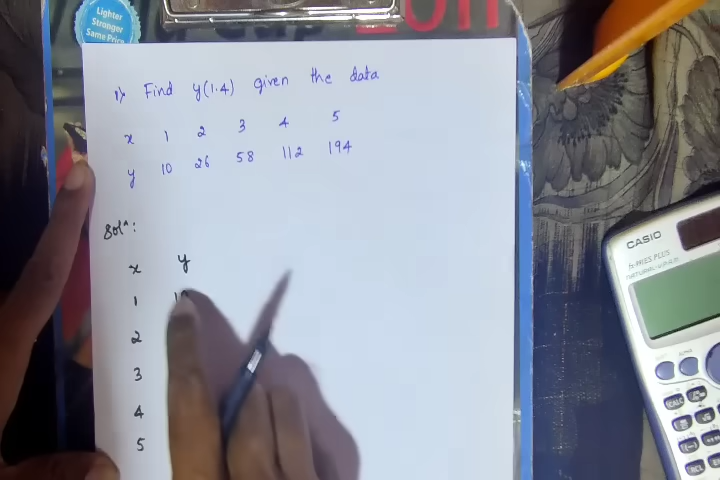 Lighter
Stronger
Same Price
1) Find y(1.4) given the data
x 1 2 3 4 5
y 10 26 58 112 194
Solⁿ:
x y
1
2
3
4
5
CASIO